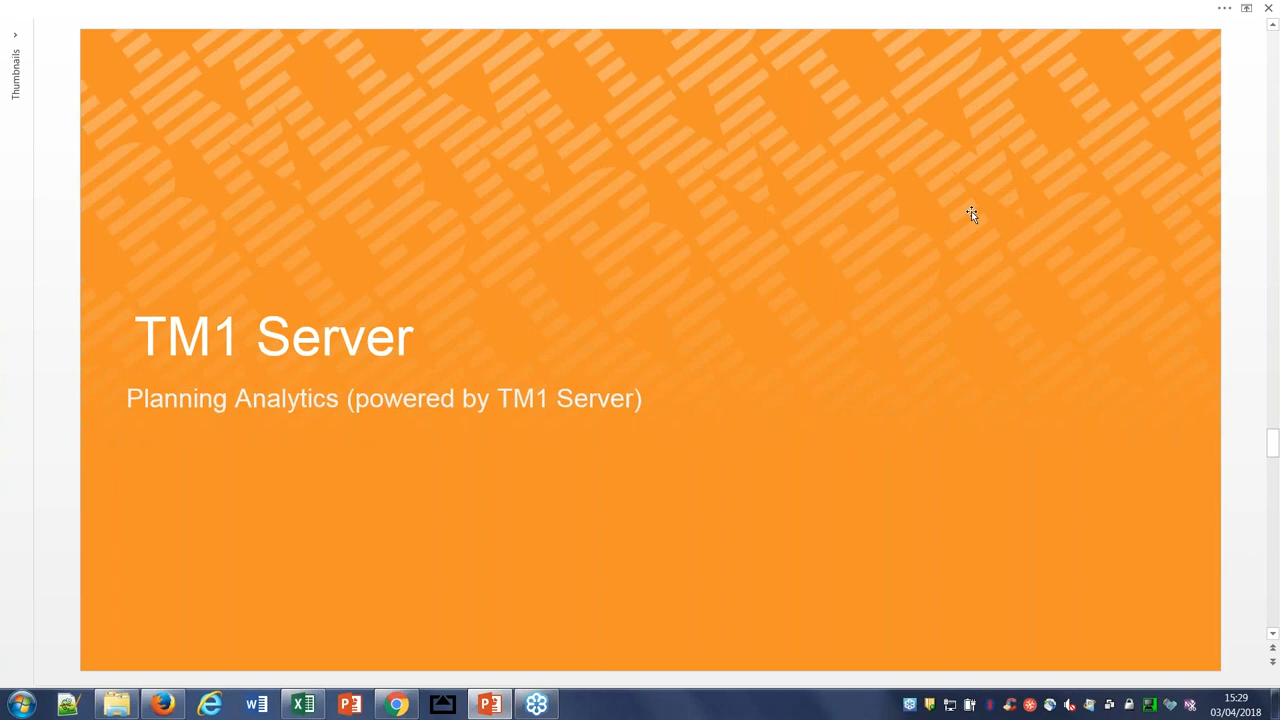 Thumbnails
TM1 Server
Planning Analytics (powered by TM1 Server)
15:29
03/04/2018